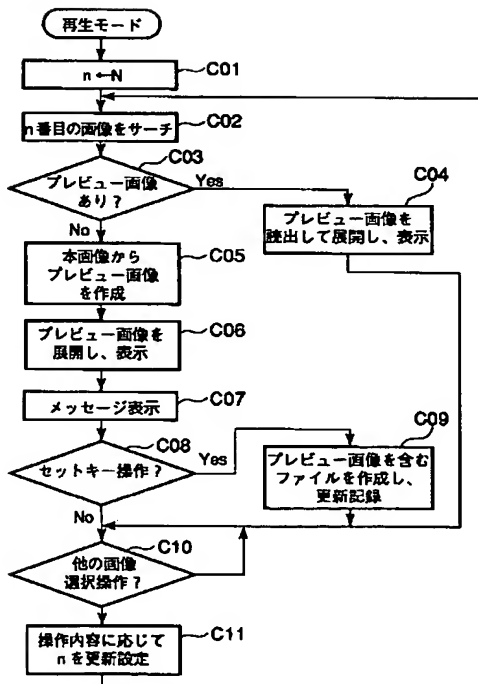 再生モード
n←N
C01
n番目の画像をサーチ
C02
C03
プレビュー画像
あり？
Yes
No
C04
プレビュー画像を
読出して展開し、表示
本画像から
プレビュー画像
を作成
C05
プレビュー画像を
展開し、表示
C06
メッセージ表示
C07
C08
セットキー操作？
Yes
No
C09
プレビュー画像を含む
ファイルを作成し、
更新記録
C10
他の画像
選択操作？
操作内容に応じて
nを更新設定
C11